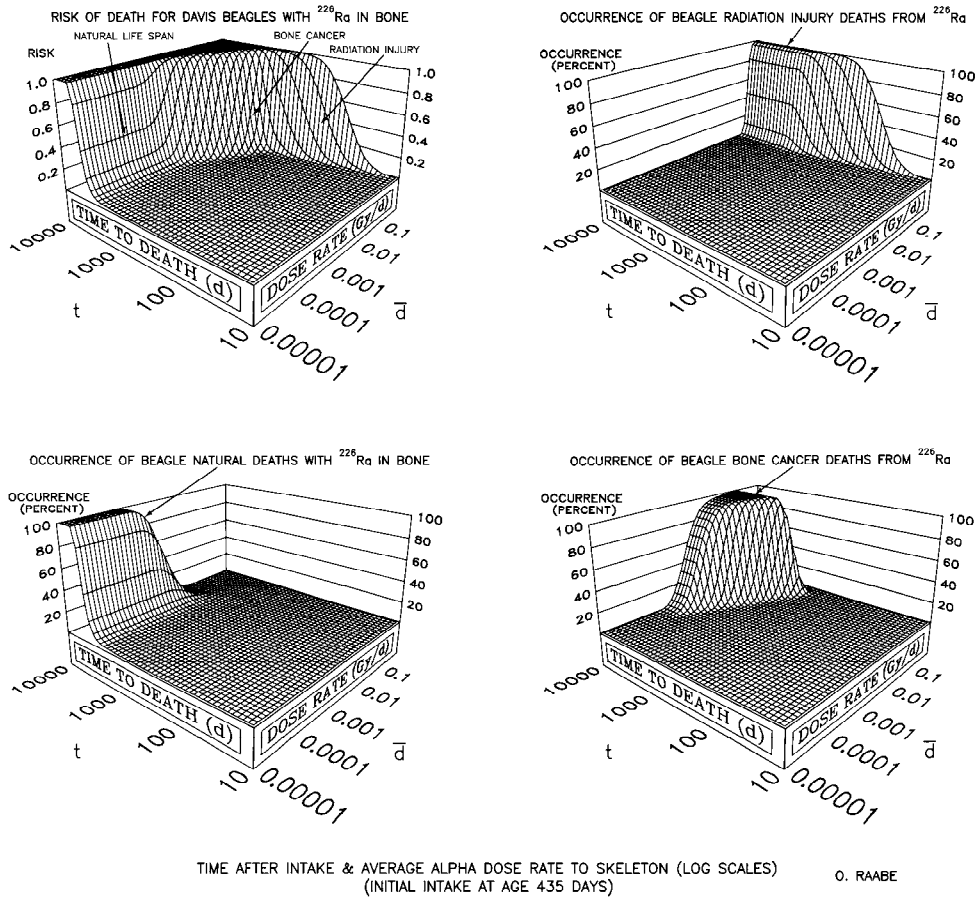 RISK OF DEATH FOR DAVIS BEAGLES WITH ²²⁶Ra IN BONE
NATURAL LIFE SPAN
BONE CANCER
RADIATION INJURY
RISK
1.0
0.8
0.6
0.4
0.2
1.0
0.8
0.6
0.4
0.2
TIME TO DEATH (d)
DOSE RATE (Gy/d)
10000
1000
100
10
t
0.1
0.01
0.001
0.0001
0.00001
d̅
OCCURRENCE OF BEAGLE RADIATION INJURY DEATHS FROM ²²⁶Ra
OCCURRENCE
(PERCENT)
100
80
60
40
20
100
80
60
40
20
TIME TO DEATH (d)
DOSE RATE (Gy/d)
10000
1000
100
10
t
0.1
0.01
0.001
0.0001
0.00001
d̅
OCCURRENCE OF BEAGLE NATURAL DEATHS WITH ²²⁶Ra IN BONE
OCCURRENCE
(PERCENT)
100
80
60
40
20
100
80
60
40
20
TIME TO DEATH (d)
DOSE RATE (Gy/d)
10000
1000
100
10
t
0.1
0.01
0.001
0.0001
0.00001
d̅
OCCURRENCE OF BEAGLE BONE CANCER DEATHS FROM ²²⁶Ra
OCCURRENCE
(PERCENT)
100
80
60
40
20
100
80
60
40
20
TIME TO DEATH (d)
DOSE RATE (Gy/d)
10000
1000
100
10
t
0.1
0.01
0.001
0.0001
0.00001
d̅
TIME AFTER INTAKE & AVERAGE ALPHA DOSE RATE TO SKELETON (LOG SCALES)
(INITIAL INTAKE AT AGE 435 DAYS)
O. RAABE